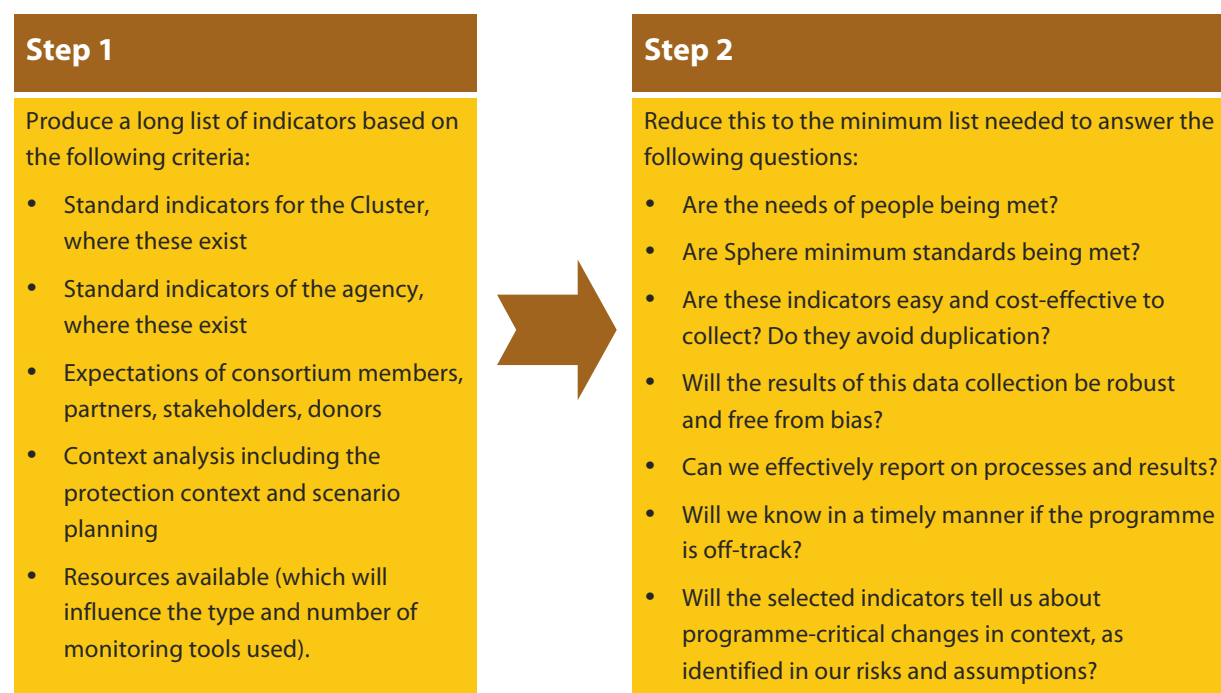 Step 1
Produce a long list of indicators based on
the following criteria:
• Standard indicators for the Cluster,
where these exist
• Standard indicators of the agency,
where these exist
• Expectations of consortium members,
partners, stakeholders, donors
• Context analysis including the
protection context and scenario
planning
• Resources available (which will
influence the type and number of
monitoring tools used).
Step 2
Reduce this to the minimum list needed to answer the
following questions:
• Are the needs of people being met?
• Are Sphere minimum standards being met?
• Are these indicators easy and cost-effective to
collect? Do they avoid duplication?
• Will the results of this data collection be robust
and free from bias?
• Can we effectively report on processes and results?
• Will we know in a timely manner if the programme
is off-track?
• Will the selected indicators tell us about
programme-critical changes in context, as
identified in our risks and assumptions?